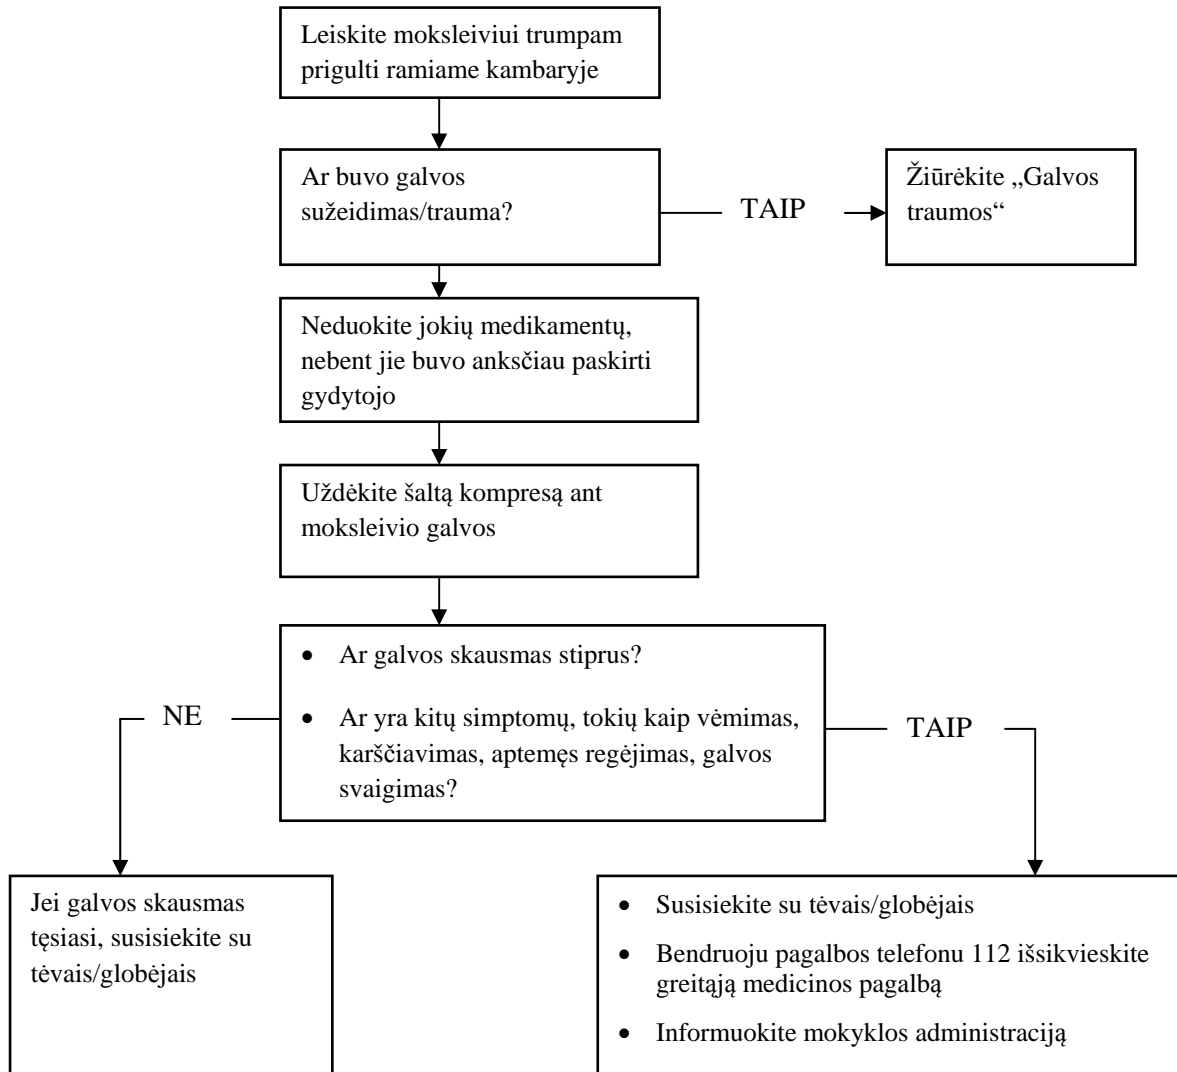 Leiskite moksleiviui trumpam
prigulti ramiame kambaryje
Ar buvo galvos
sužeidimas/trauma?
TAIP
Žiūrėkite „Galvos
traumos“
Neduokite jokių medikamentų,
nebent jie buvo anksčiau paskirti
gydytojo
Uždėkite šaltą kompresą ant
moksleivio galvos
• Ar galvos skausmas stiprus?
• Ar yra kitų simptomų, tokių kaip vėmimas,
karščiavimas, aptemęs regėjimas, galvos
svaigimas?
NE
TAIP
Jei galvos skausmas
tęsiasi, susisiekite su
tėvais/globėjais
• Susisiekite su tėvais/globėjais
• Bendruoju pagalbos telefonu 112 išsikvieskite
greitąją medicinos pagalbą
• Informuokite mokyklos administraciją